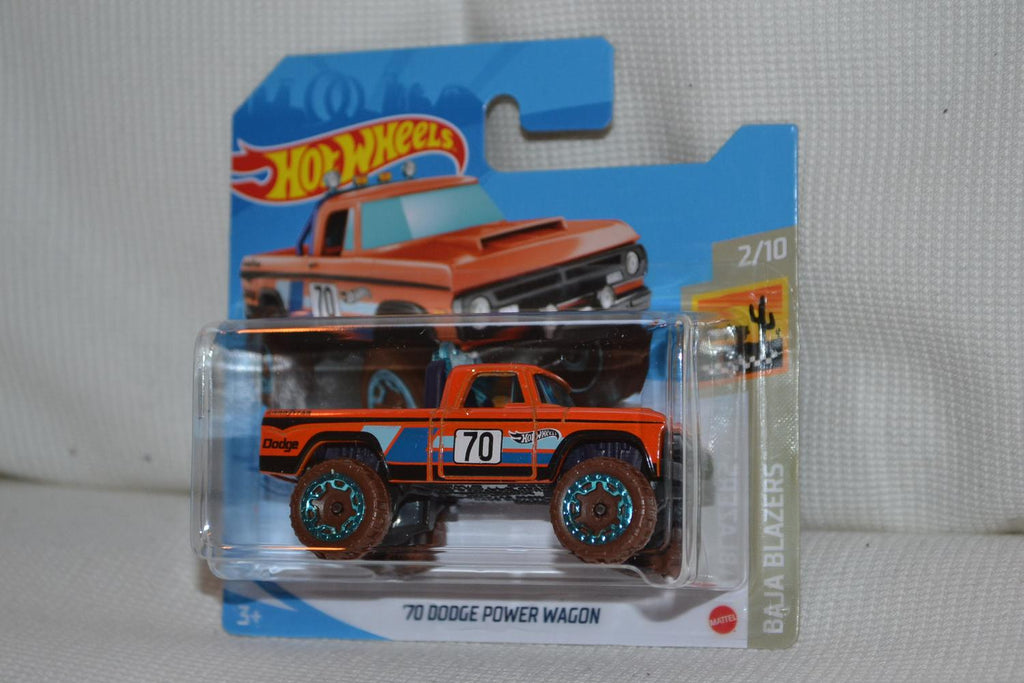 HOT WHEELS
2/10
70
Dodge
70
HOT WHEELS
BAJA BLAZERS
3+
'70 DODGE POWER WAGON
MATTEL